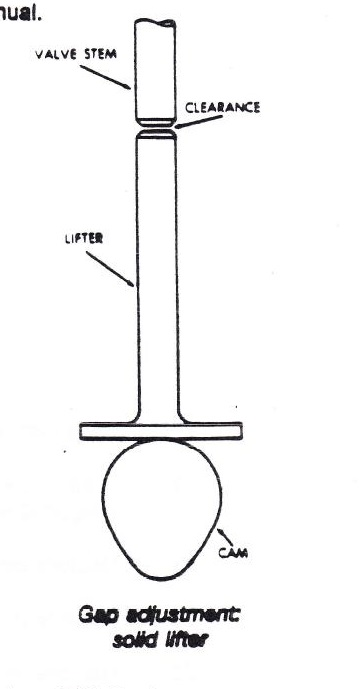 nual.
VALVE STEM
CLEARANCE
LIFTER
CAM
Gap adjustment:
solid lifter